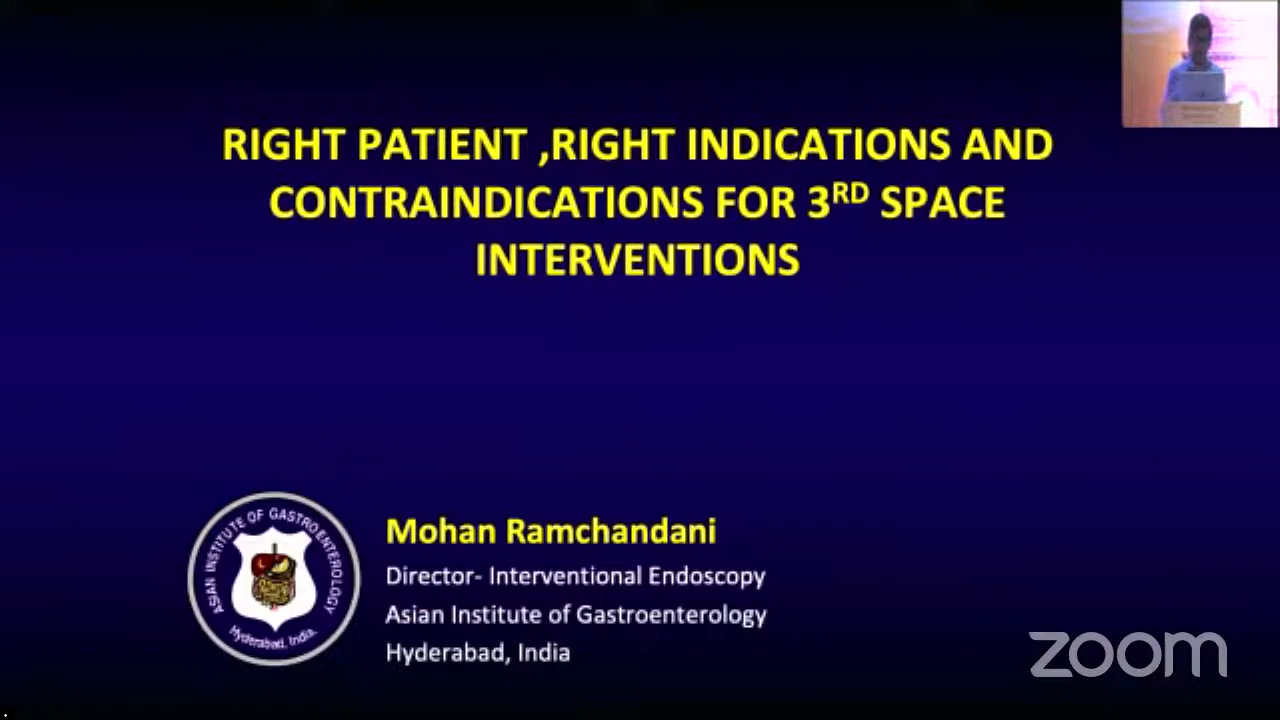 RIGHT PATIENT ,RIGHT INDICATIONS AND
CONTRAINDICATIONS FOR 3RD SPACE
INTERVENTIONS
ASIAN INSTITUTE OF GASTROENTEROLOGY
Hyderabad, India.
Mohan Ramchandani
Director- Interventional Endoscopy
Asian Institute of Gastroenterology
Hyderabad, India
zoom